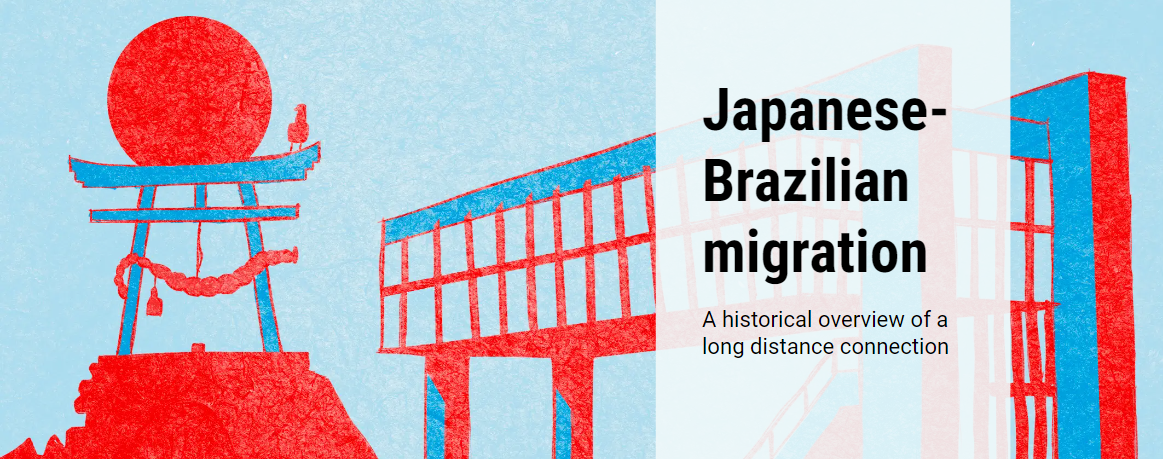 Japanese-
Brazilian
migration
A historical overview of a
long distance connection